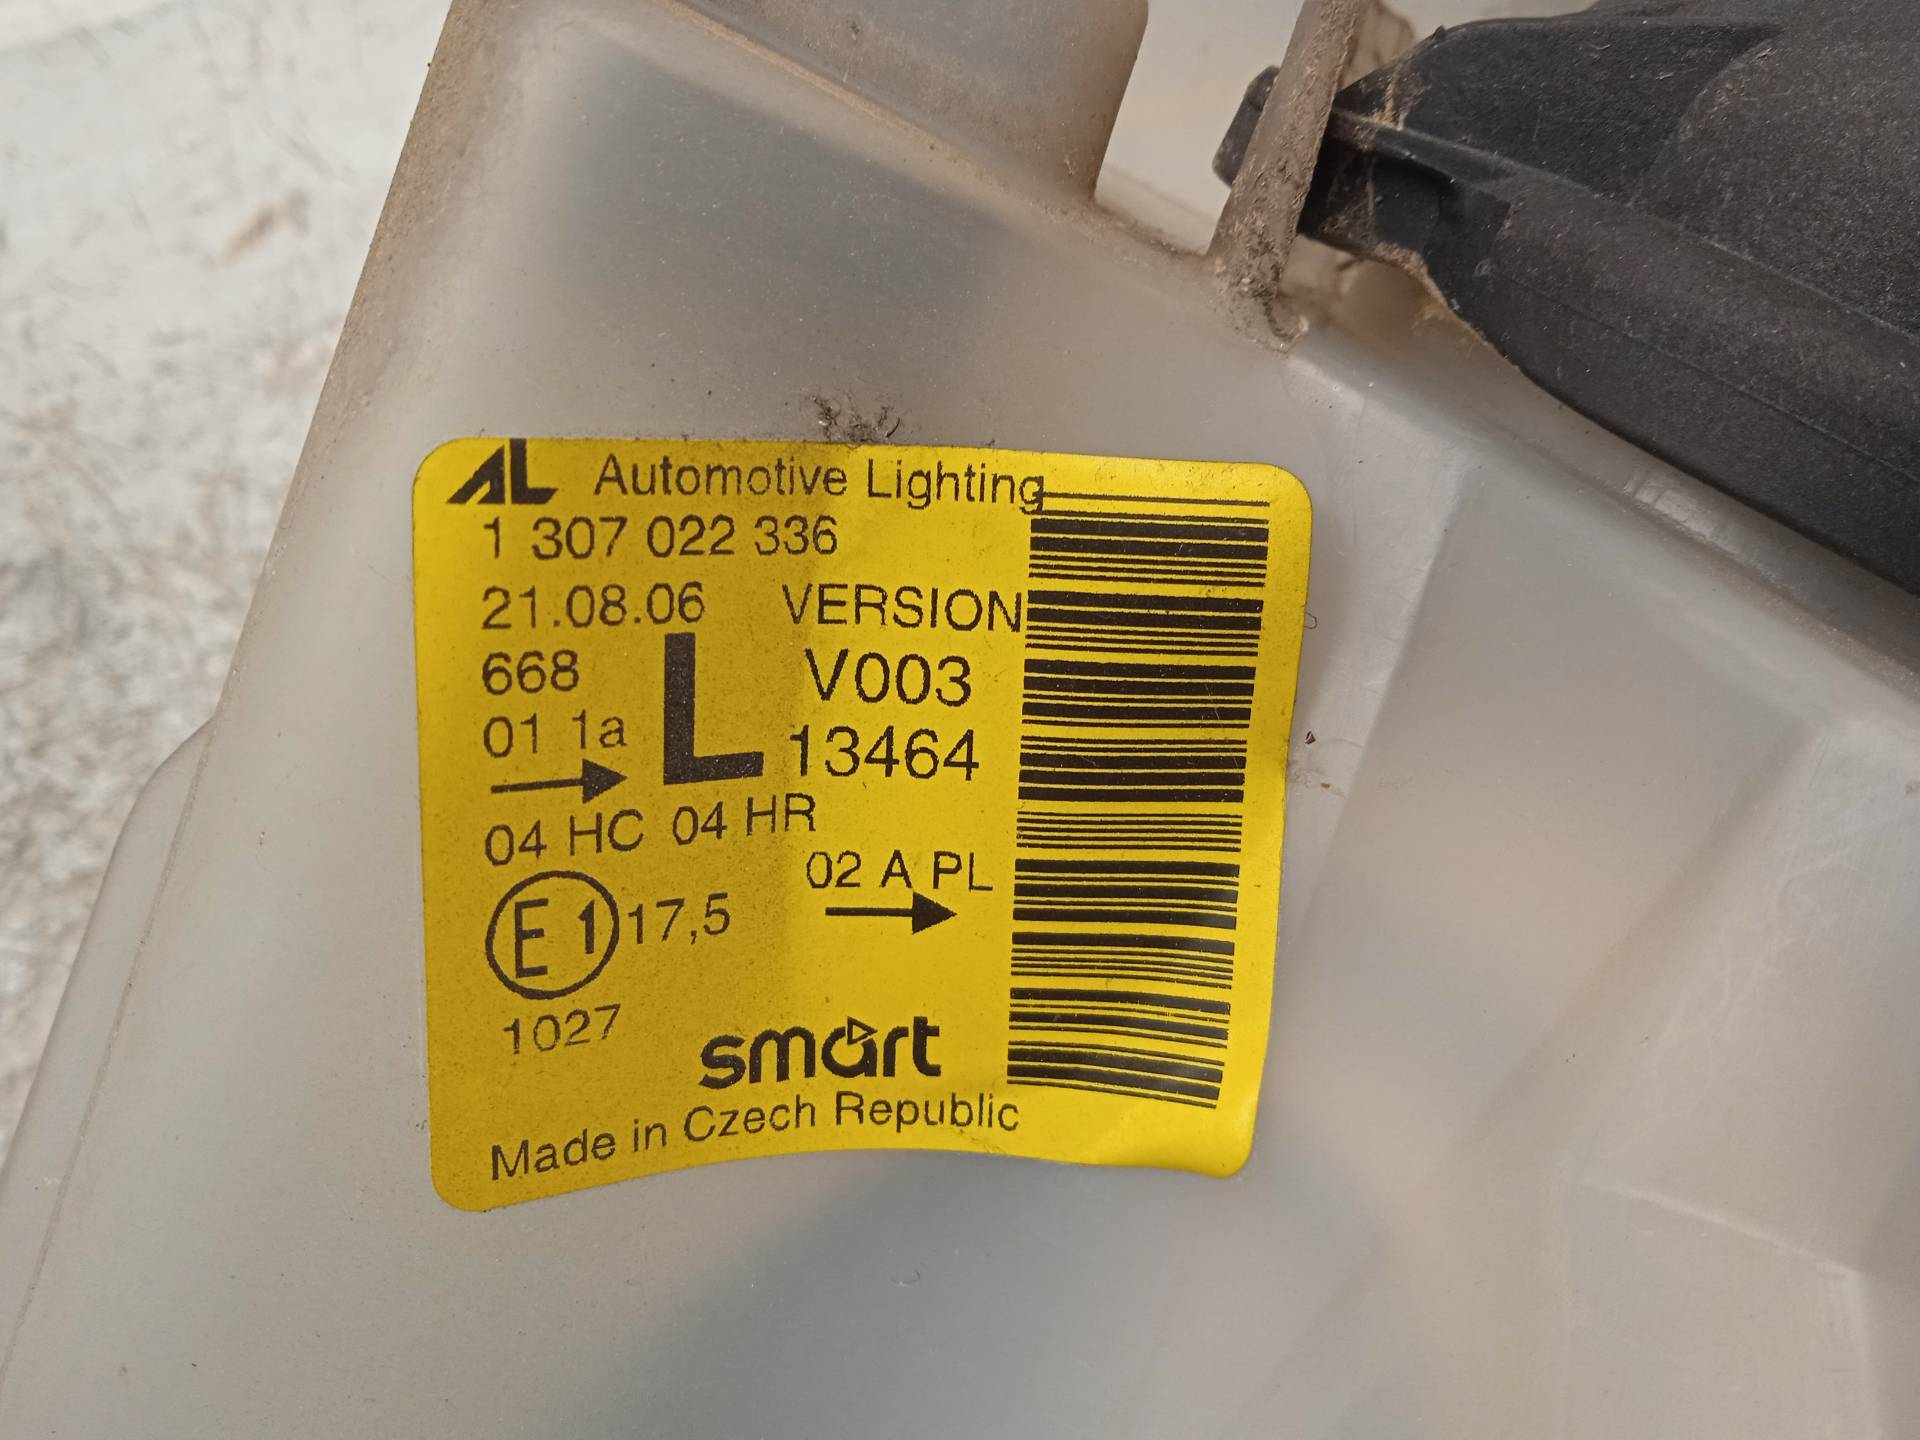 AL Automotive Lighting
1 307 022 336
21.08.06 VERSION
668 L V003
01 1a 13464
04 HC 04 HR
02 A PL
E1 17,5
1027
smart
Made in Czech Republic